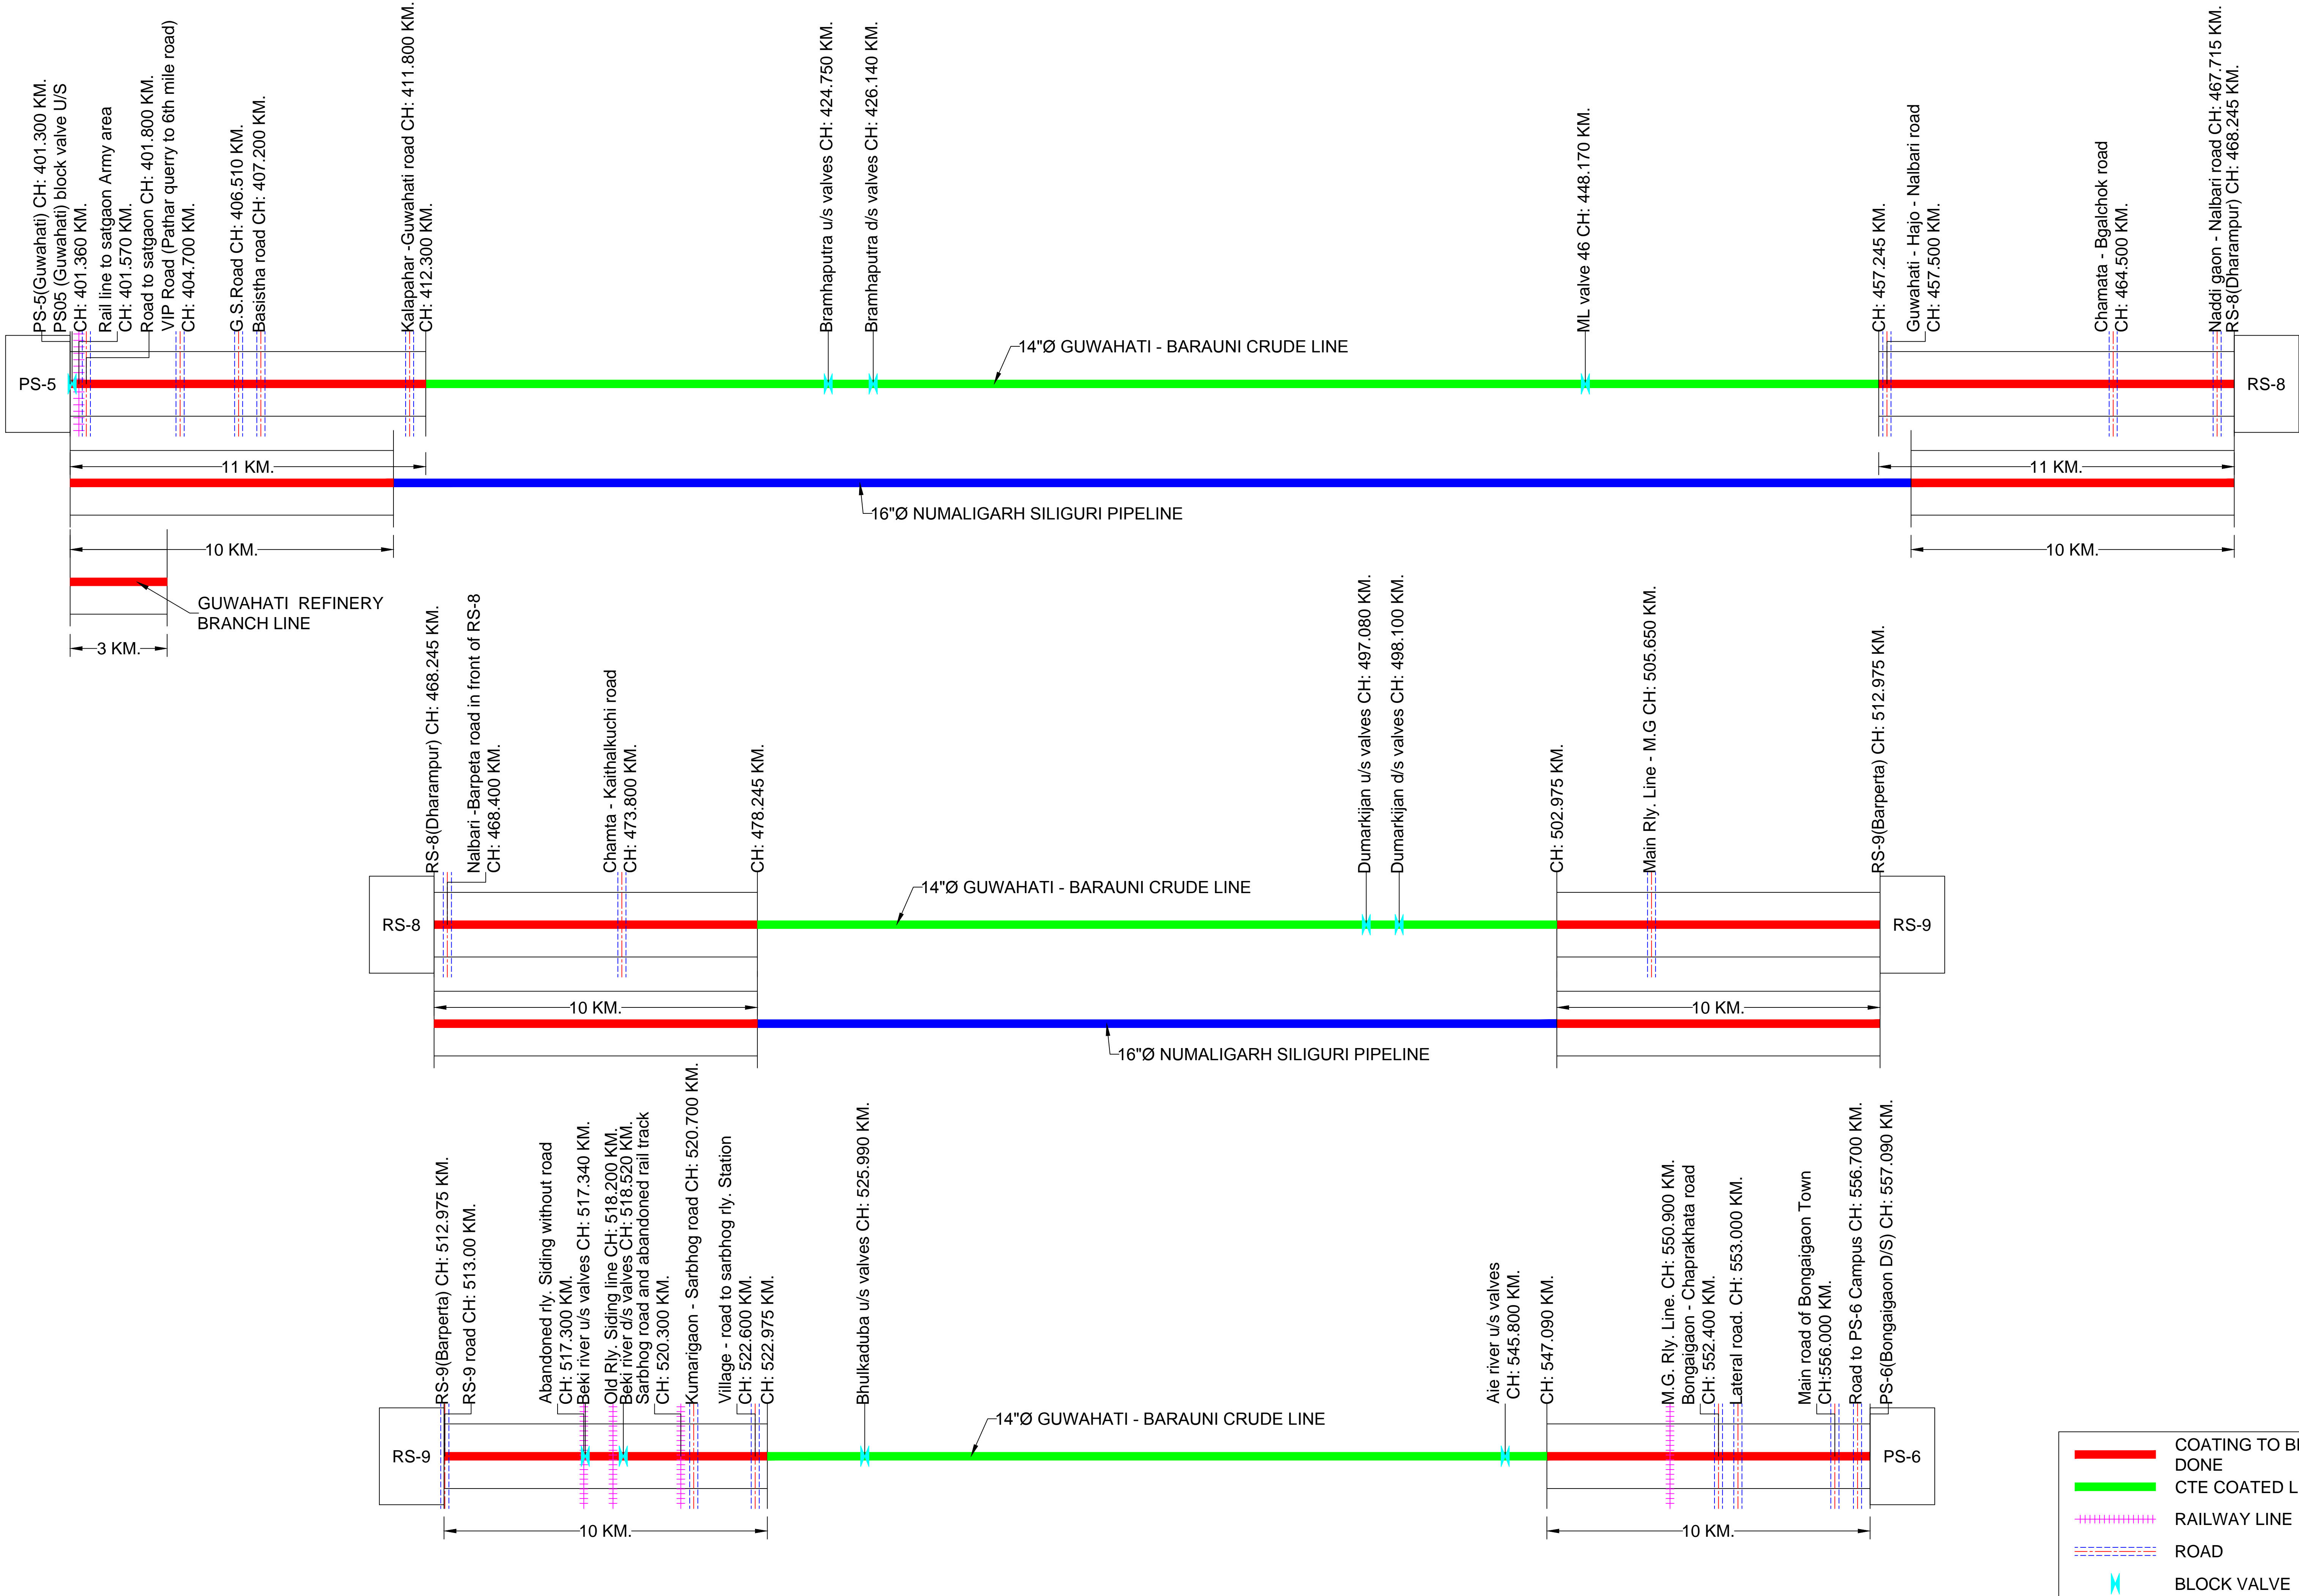 PS-5(Guwahati) CH: 401.300 KM.
PS05 (Guwahati) block valve U/S
CH: 401.360 KM.
Rail line to satgaon Army area
CH: 401.570 KM.
Road to satgaon CH: 401.800 KM.
VIP Road (Pathar querry to 6th mile road)
CH: 404.700 KM.
G.S.Road CH: 406.510 KM.
Basistha road CH: 407.200 KM.
Kalapahar -Guwahati road CH: 411.800 KM.
CH: 412.300 KM.
Bramhaputra u/s valves CH: 424.750 KM.
Bramhaputra d/s valves CH: 426.140 KM.
ML valve 46 CH: 448.170 KM.
CH: 457.245 KM.
Guwahati - Hajo - Nalbari road
CH: 457.500 KM.
Chamata - Bgalchok road
CH: 464.500 KM.
Naddi gaon - Nalbari road CH: 467.715 KM.
RS-8(Dharampur) CH: 468.245 KM.
14"Ø GUWAHATI - BARAUNI CRUDE LINE
PS-5
RS-8
11 KM.
11 KM.
16"Ø NUMALIGARH SILIGURI PIPELINE
10 KM.
10 KM.
GUWAHATI REFINERY
BRANCH LINE
3 KM.
RS-8(Dharampur) CH: 468.245 KM.
Nalbari -Barpeta road in front of RS-8
CH: 468.400 KM.
Chamta - Kaithalkuchi road
CH: 473.800 KM.
CH: 478.245 KM.
Dumarkijan u/s valves CH: 497.080 KM.
Dumarkijan d/s valves CH: 498.100 KM.
CH: 502.975 KM.
Main Rly. Line - M.G CH: 505.650 KM.
RS-9(Barperta) CH: 512.975 KM.
14"Ø GUWAHATI - BARAUNI CRUDE LINE
RS-8
RS-9
10 KM.
10 KM.
16"Ø NUMALIGARH SILIGURI PIPELINE
RS-9(Barperta) CH: 512.975 KM.
RS-9 road CH: 513.00 KM.
Abandoned rly. Siding without road
CH: 517.300 KM.
Beki river u/s valves CH: 517.340 KM.
Old Rly. Siding line CH: 518.200 KM.
Beki river d/s valves CH: 518.520 KM.
Sarbhog road and abandoned rail track
CH: 520.300 KM.
Kumarigaon - Sarbhog road CH: 520.700 KM.
Village - road to sarbhog rly. Station
CH: 522.600 KM.
CH: 522.975 KM.
Bhulkaduba u/s valves CH: 525.990 KM.
Aie river u/s valves
CH: 545.800 KM.
CH: 547.090 KM.
M.G. Rly. Line. CH: 550.900 KM.
Bongaigaon - Chaprakhata road
CH: 552.400 KM.
Lateral road. CH: 553.000 KM.
Main road of Bongaigaon Town
CH:556.000 KM.
Road to PS-6 Campus CH: 556.700 KM.
PS-6(Bongaigaon D/S) CH: 557.090 KM.
14"Ø GUWAHATI - BARAUNI CRUDE LINE
RS-9
PS-6
10 KM.
10 KM.
COATING TO
DONE
CTE COATED
RAILWAY LINE
ROAD
BLOCK VALVE